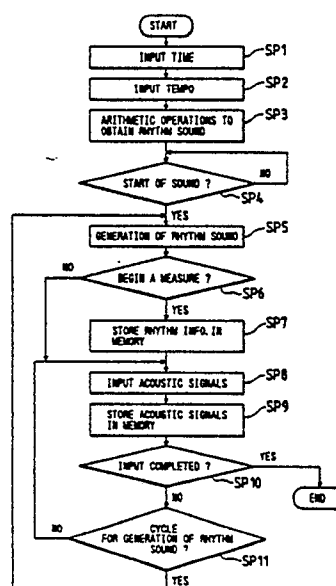 START
INPUT TIME
SP1
INPUT TEMPO
SP2
ARITHMETIC OPERATIONS TO
OBTAIN RHYTHM SOUND
SP3
NO
START OF SOUND ?
SP4
YES
GENERATION OF RHYTHM SOUND
SP5
NO
BEGIN A MEASURE ?
SP6
YES
STORE RHYTHM INFO.IN
MEMORY
SP7
INPUT ACOUSTIC SIGNALS
SP8
STORE ACOUSTIC SIGNALS
IN MEMORY
SP9
YES
INPUT COMPLETED ?
SP10
END
NO
NO
CYCLE
FOR GENERATION OF RHYTHM
SOUND ?
SP11
YES